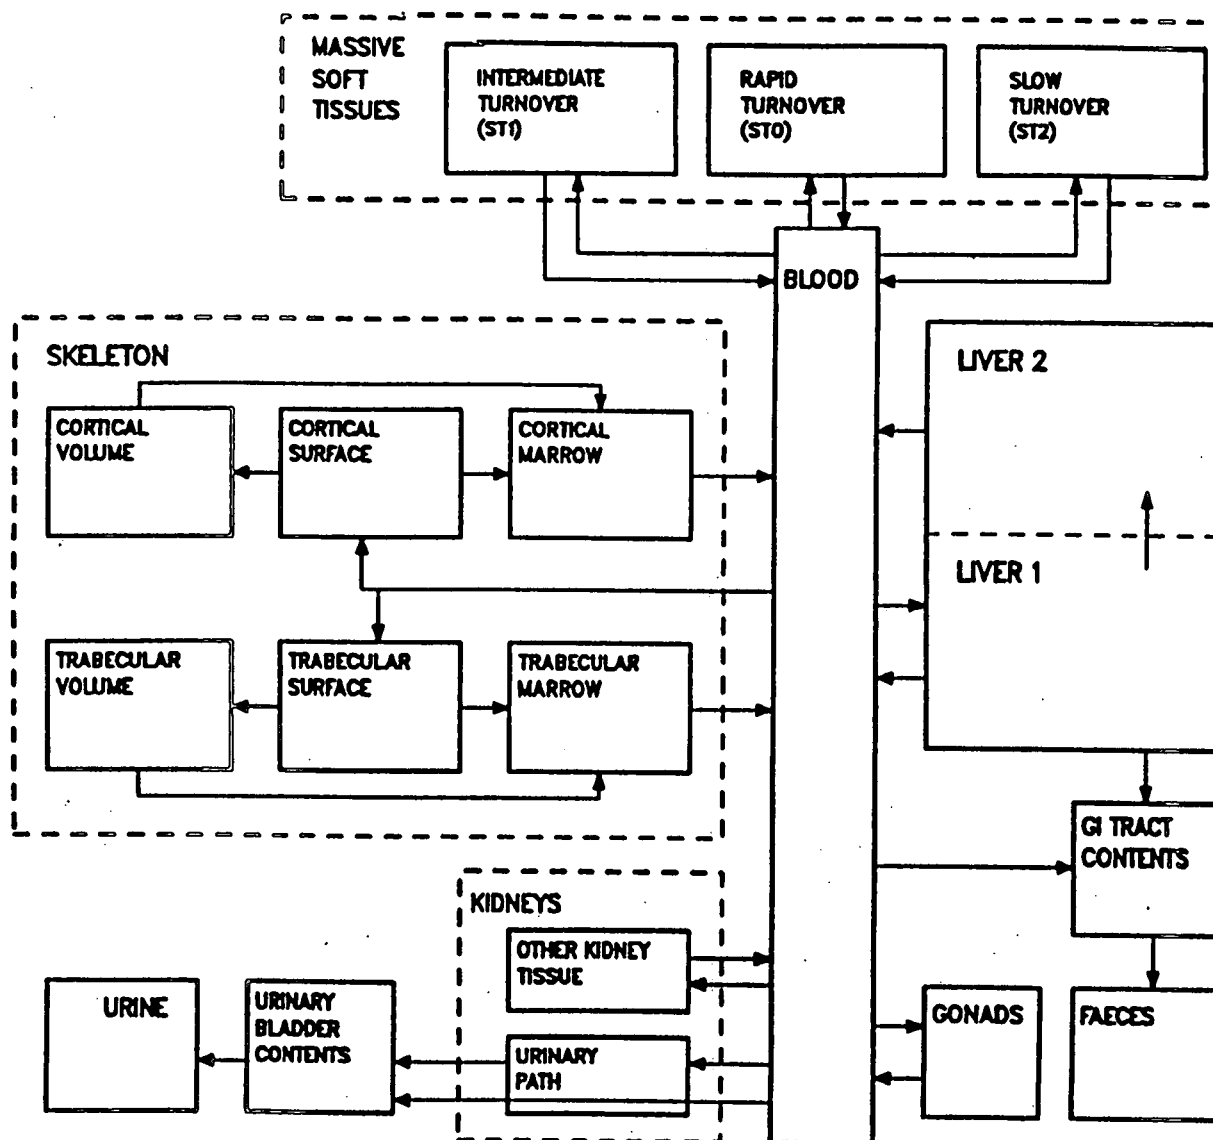 MASSIVE
SOFT
TISSUES
INTERMEDIATE
TURNOVER
(ST1)
RAPID
TURNOVER
(ST0)
SLOW
TURNOVER
(ST2)
BLOOD
SKELETON
CORTICAL
VOLUME
CORTICAL
SURFACE
CORTICAL
MARROW
LIVER 2
LIVER 1
TRABECULAR
VOLUME
TRABECULAR
SURFACE
TRABECULAR
MARROW
GI TRACT
CONTENTS
KIDNEYS
OTHER KIDNEY
TISSUE
URINE
URINARY
BLADDER
CONTENTS
URINARY
PATH
GONADS
FAECES